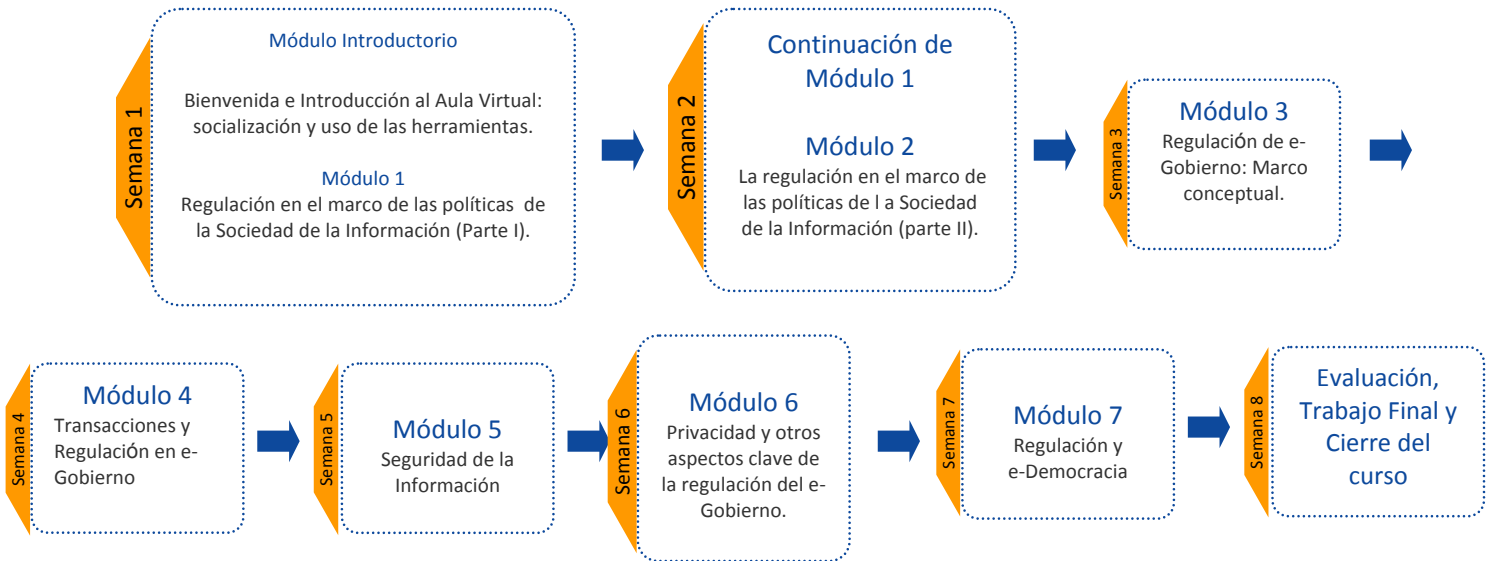 Semana 1
Módulo Introductorio
Bienvenida e Introducción al Aula Virtual:
socialización y uso de las herramientas.
Módulo 1
Regulación en el marco de las políticas de
la Sociedad de la Información (Parte I).
Semana 2
Continuación de
Módulo 1
Módulo 2
La regulación en el marco de
las políticas de l a Sociedad
de la Información (parte II).
Semana 3
Módulo 3
Regulación de e-
Gobierno: Marco
conceptual.
Semana 4
Módulo 4
Transacciones y
Regulación en e-
Gobierno
Semana 5
Módulo 5
Seguridad de la
Información
Semana 6
Módulo 6
Privacidad y otros
aspectos clave de
la regulación del e-
Gobierno.
Semana 7
Módulo 7
Regulación y
e-Democracia
Semana 8
Evaluación,
Trabajo Final y
Cierre del
curso